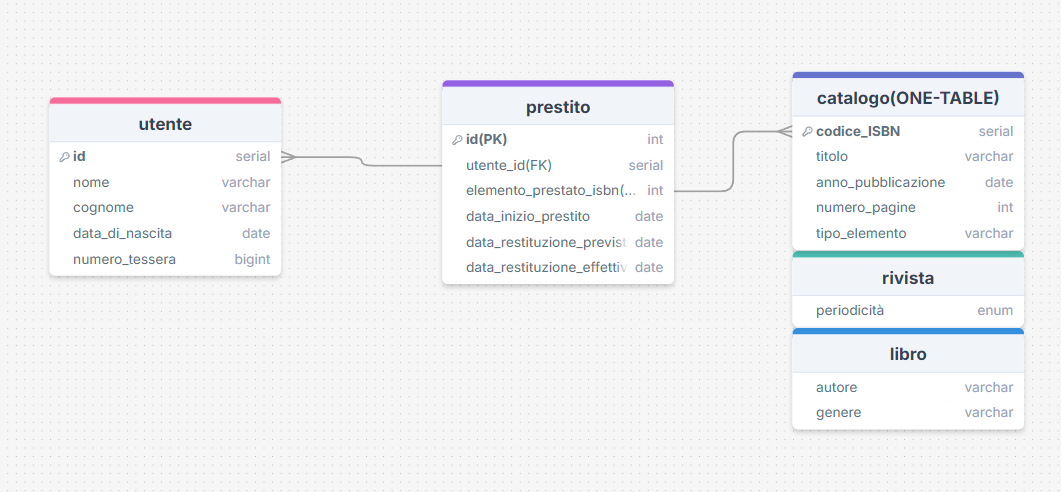 utente
id serial
nome varchar
cognome varchar
data_di_nascita date
numero_tessera bigint
prestito
id(PK) int
utente_id(FK) serial
elemento_prestato_isbn(... int
data_inizio_prestito date
data_restituzione_previst date
data_restituzione_effettiv date
catalogo(ONE-TABLE)
codice_ISBN serial
titolo varchar
anno_pubblicazione date
numero_pagine int
tipo_elemento varchar
rivista
periodicità enum
libro
autore varchar
genere varchar